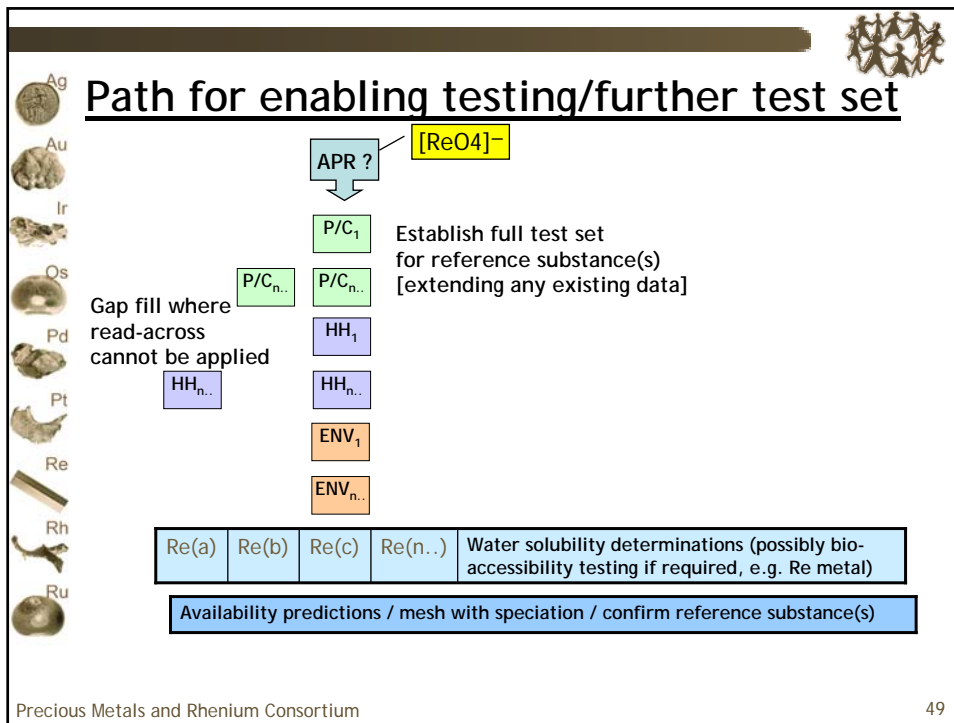 Path for enabling testing/further test set
Ag
Au
Ir
Os
Pd
Pt
Re
Rh
Ru
[ReO4]⁻
APR ?
P/C₁
Establish full test set
for reference substance(s)
[extending any existing data]
P/Cₙ..
P/Cₙ..
Gap fill where
read-across
cannot be applied
HH₁
HHₙ..
HHₙ..
ENV₁
ENVₙ..
Re(a)
Re(b)
Re(c)
Re(n..)
Water solubility determinations (possibly bio-
accessibility testing if required, e.g. Re metal)
Availability predictions / mesh with speciation / confirm reference substance(s)
Precious Metals and Rhenium Consortium
49